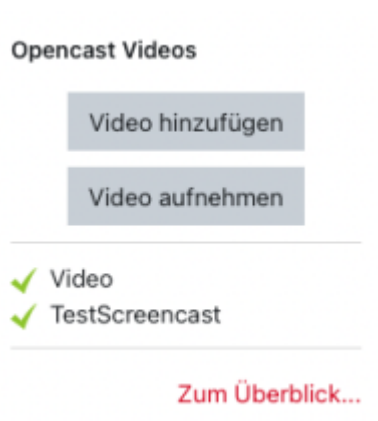 Opencast Videos
Video hinzufügen
Video aufnehmen
Video
TestScreencast
Zum Überblick...